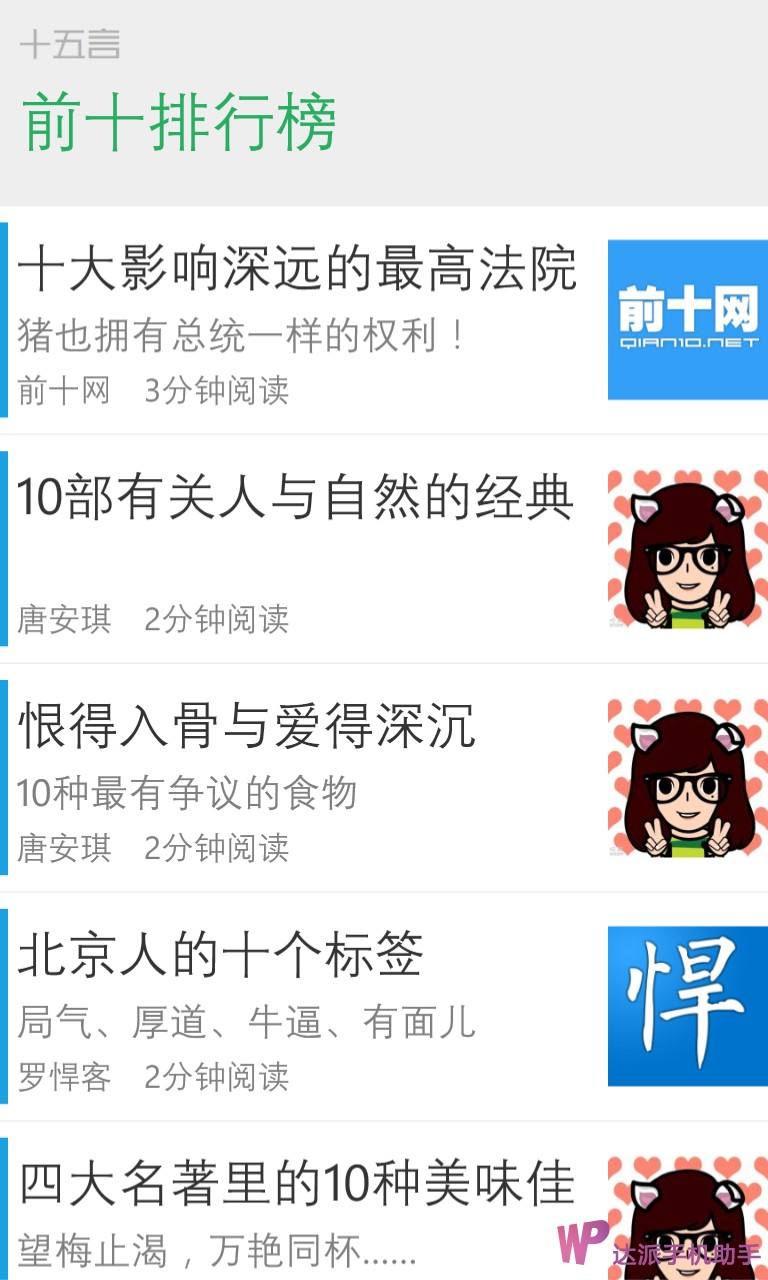 十五言
前十排行榜
十大影响深远的最高法院
猪也拥有总统一样的权利！
前十网 3分钟阅读
前十网
QIAN10.NET
10部有关人与自然的经典
唐安琪 2分钟阅读
恨得入骨与爱得深沉
10种最有争议的食物
唐安琪 2分钟阅读
北京人的十个标签
局气、厚道、牛逼、有面儿
罗悍客 2分钟阅读
悍
四大名著里的10种美味佳
望梅止渴，万艳同杯......
WP 达派手机助手